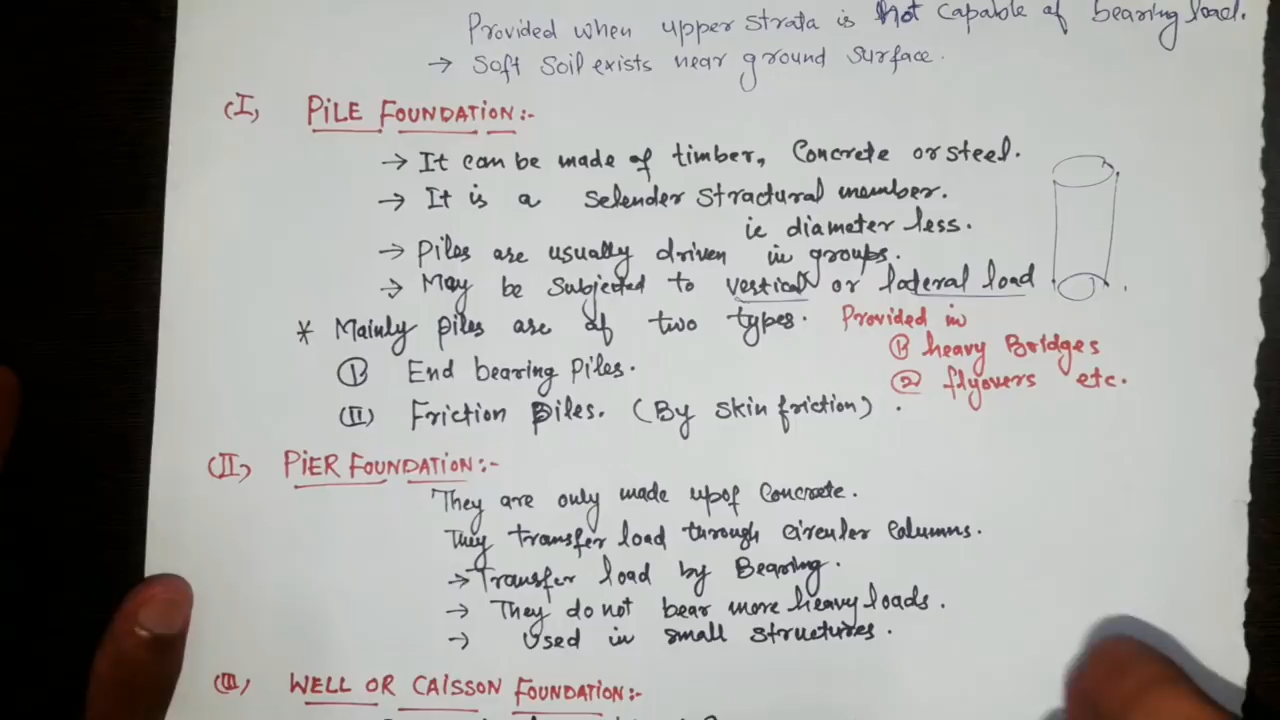 Provided when upper strata is not capable of bearing load.
→ Soft Soil exists near ground surface.
(I) PILE FOUNDATION:-
→ It can be made of timber, Concrete or steel.
→ It is a Selender Stractural member.
ie diameter less.
→ Piles are usually driven in groups.
→ May be Subjected to vertical or lateral load
* Mainly piles are of two types.
Provided in
① heavy Bridges
② flyovers etc.
(I) End bearing Piles.
(II) Friction Piles. (By skin friction)
(II) PIER FOUNDATION:-
They are only made upof Concrete.
They transfer load through circuler Columns.
→ Transfer load by Bearing.
→ They do not bear more heavy loads.
→ Used in small structures.
(III) WELL OR CAISSON FOUNDATION:-